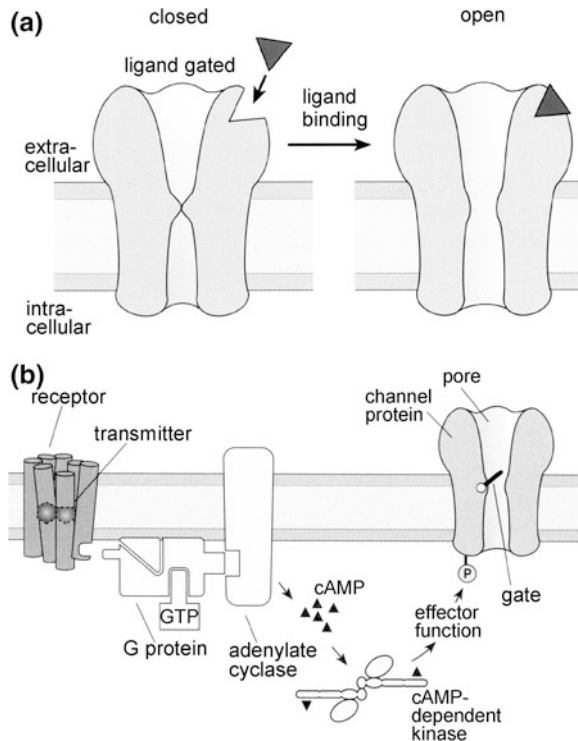 (a)
closed
open
ligand gated
ligand
binding
extra-
cellular
intra-
cellular
(b)
receptor
transmitter
pore
channel
protein
P
GTP
G protein
adenylate
cyclase
cAMP
effector
function
gate
cAMP-
dependent
kinase